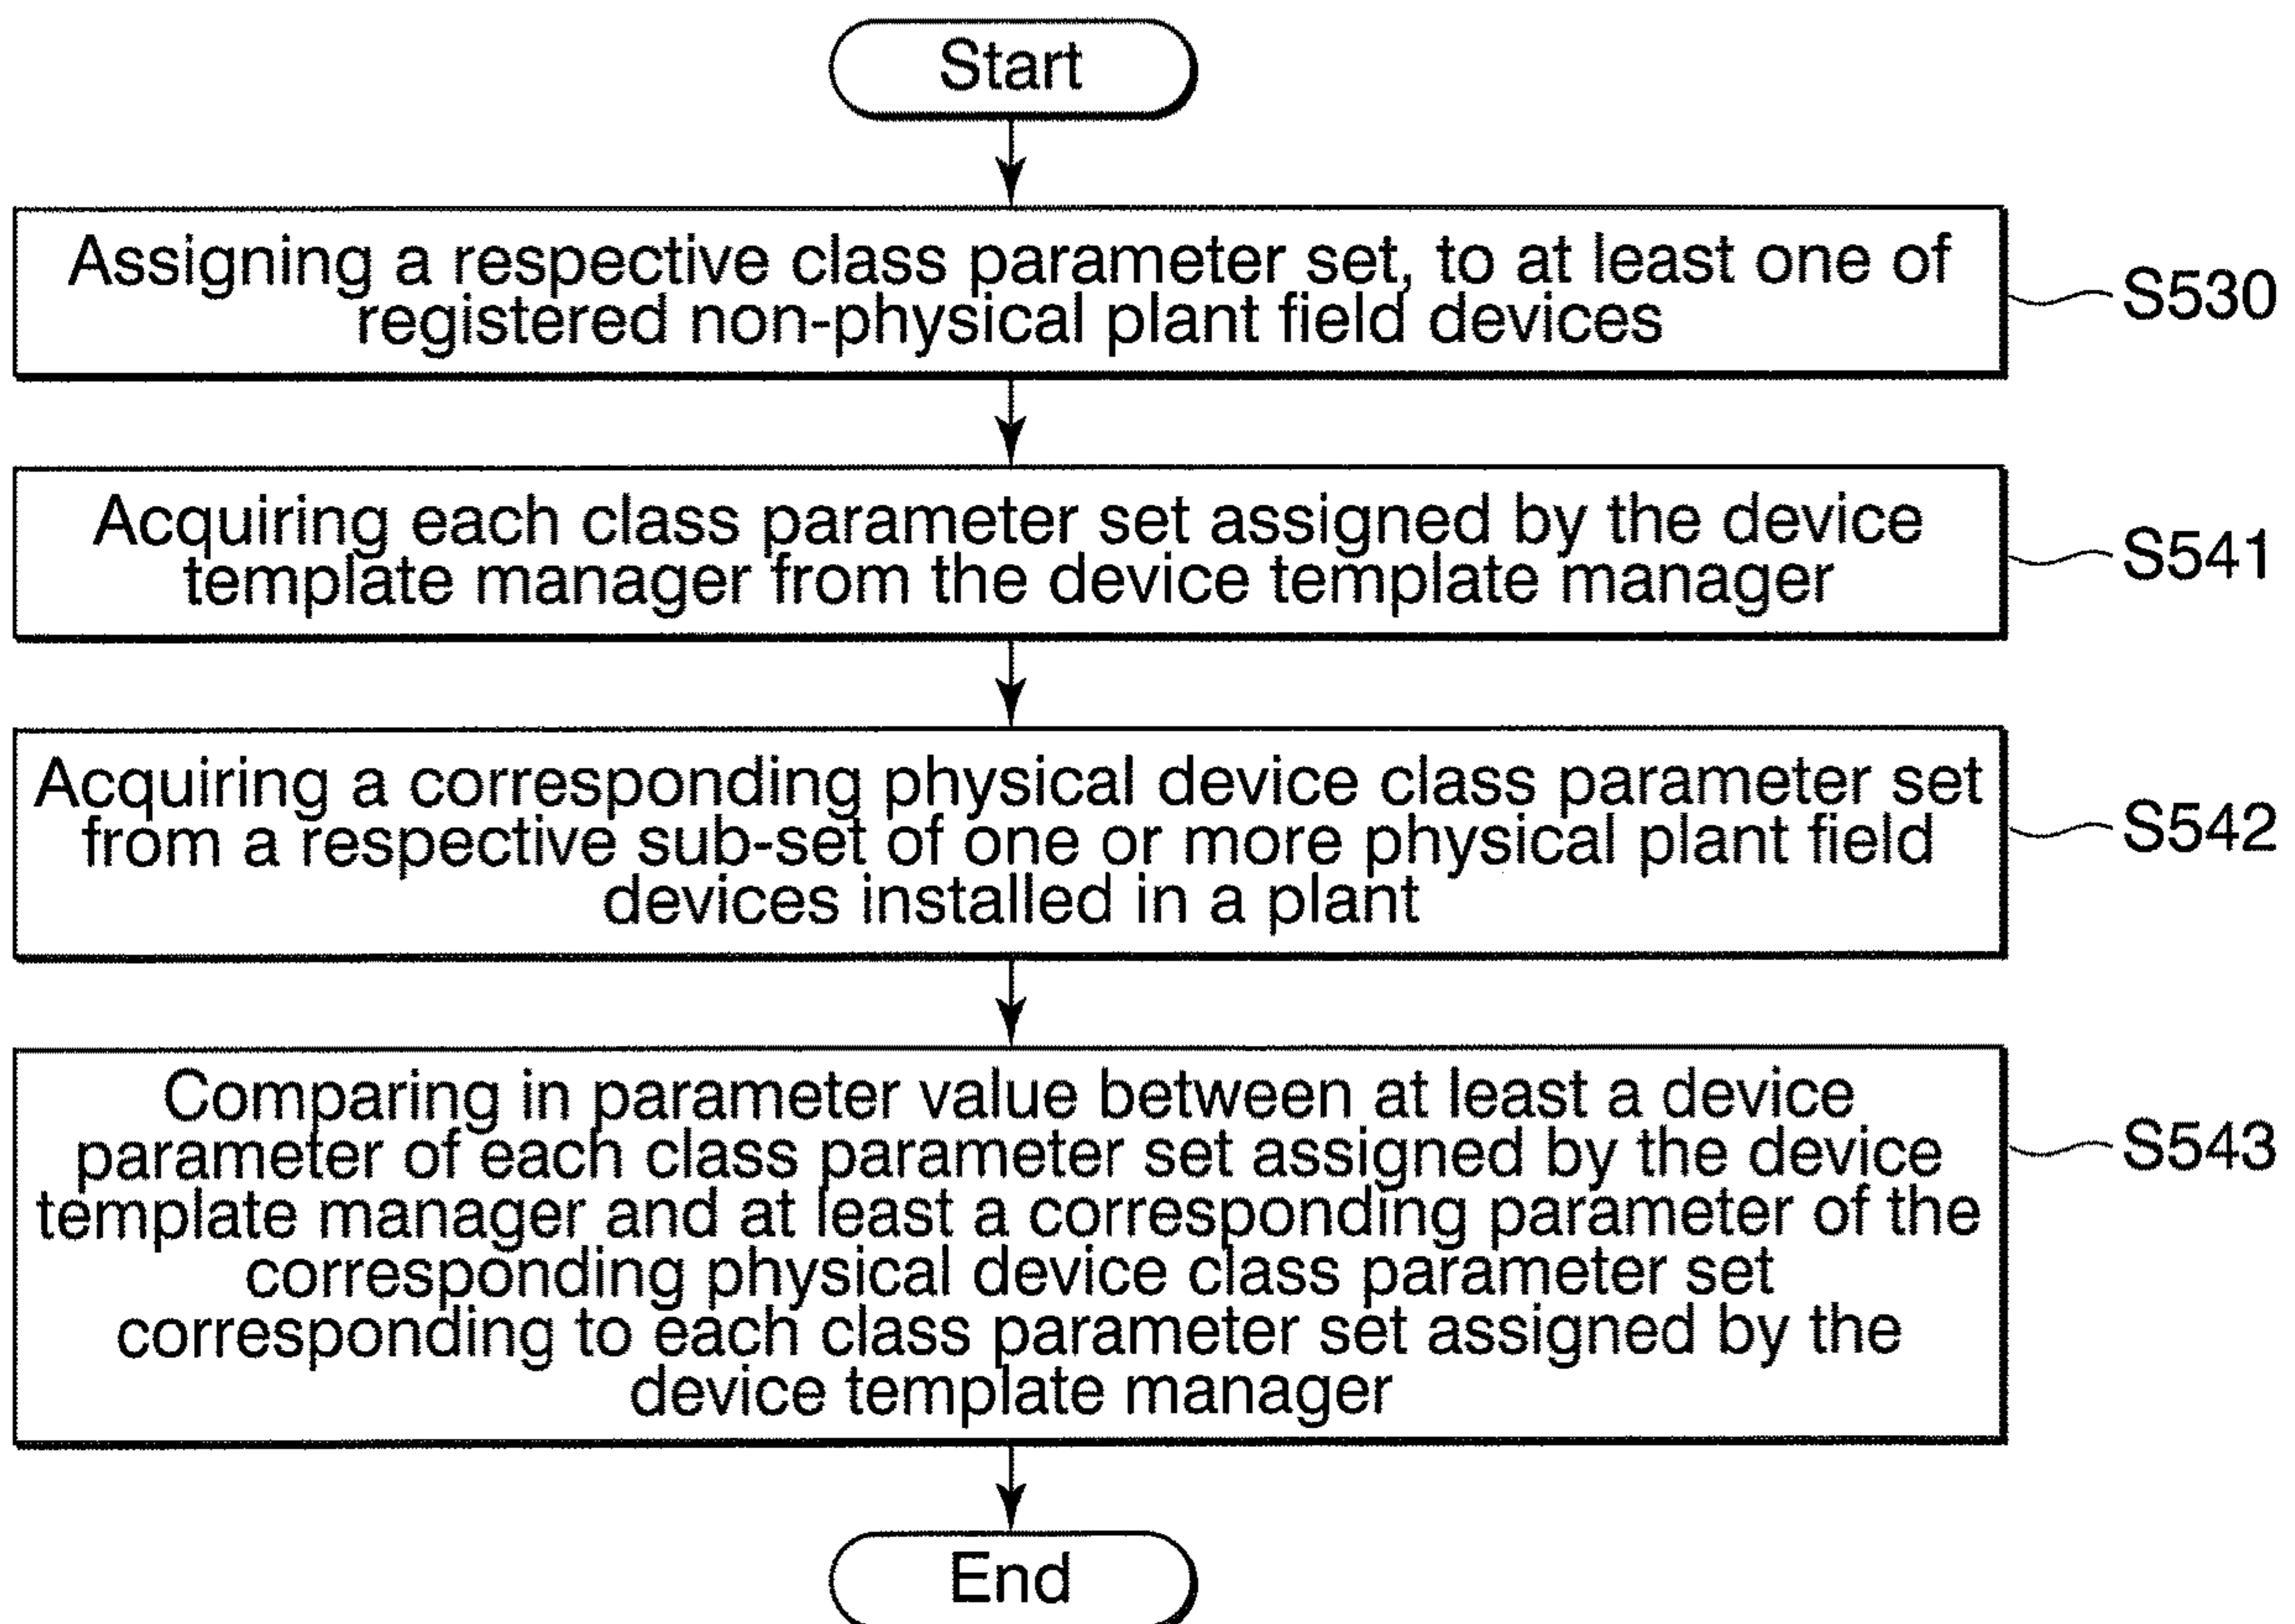 Start
Assigning a respective class parameter set, to at least one of
registered non-physical plant field devices
S530
Acquiring each class parameter set assigned by the device
template manager from the device template manager
S541
Acquiring a corresponding physical device class parameter set
from a respective sub-set of one or more physical plant field
devices installed in a plant
S542
Comparing in parameter value between at least a device
parameter of each class parameter set assigned by the device
template manager and at least a corresponding parameter of the
corresponding physical device class parameter set
corresponding to each class parameter set assigned by the
device template manager
S543
End